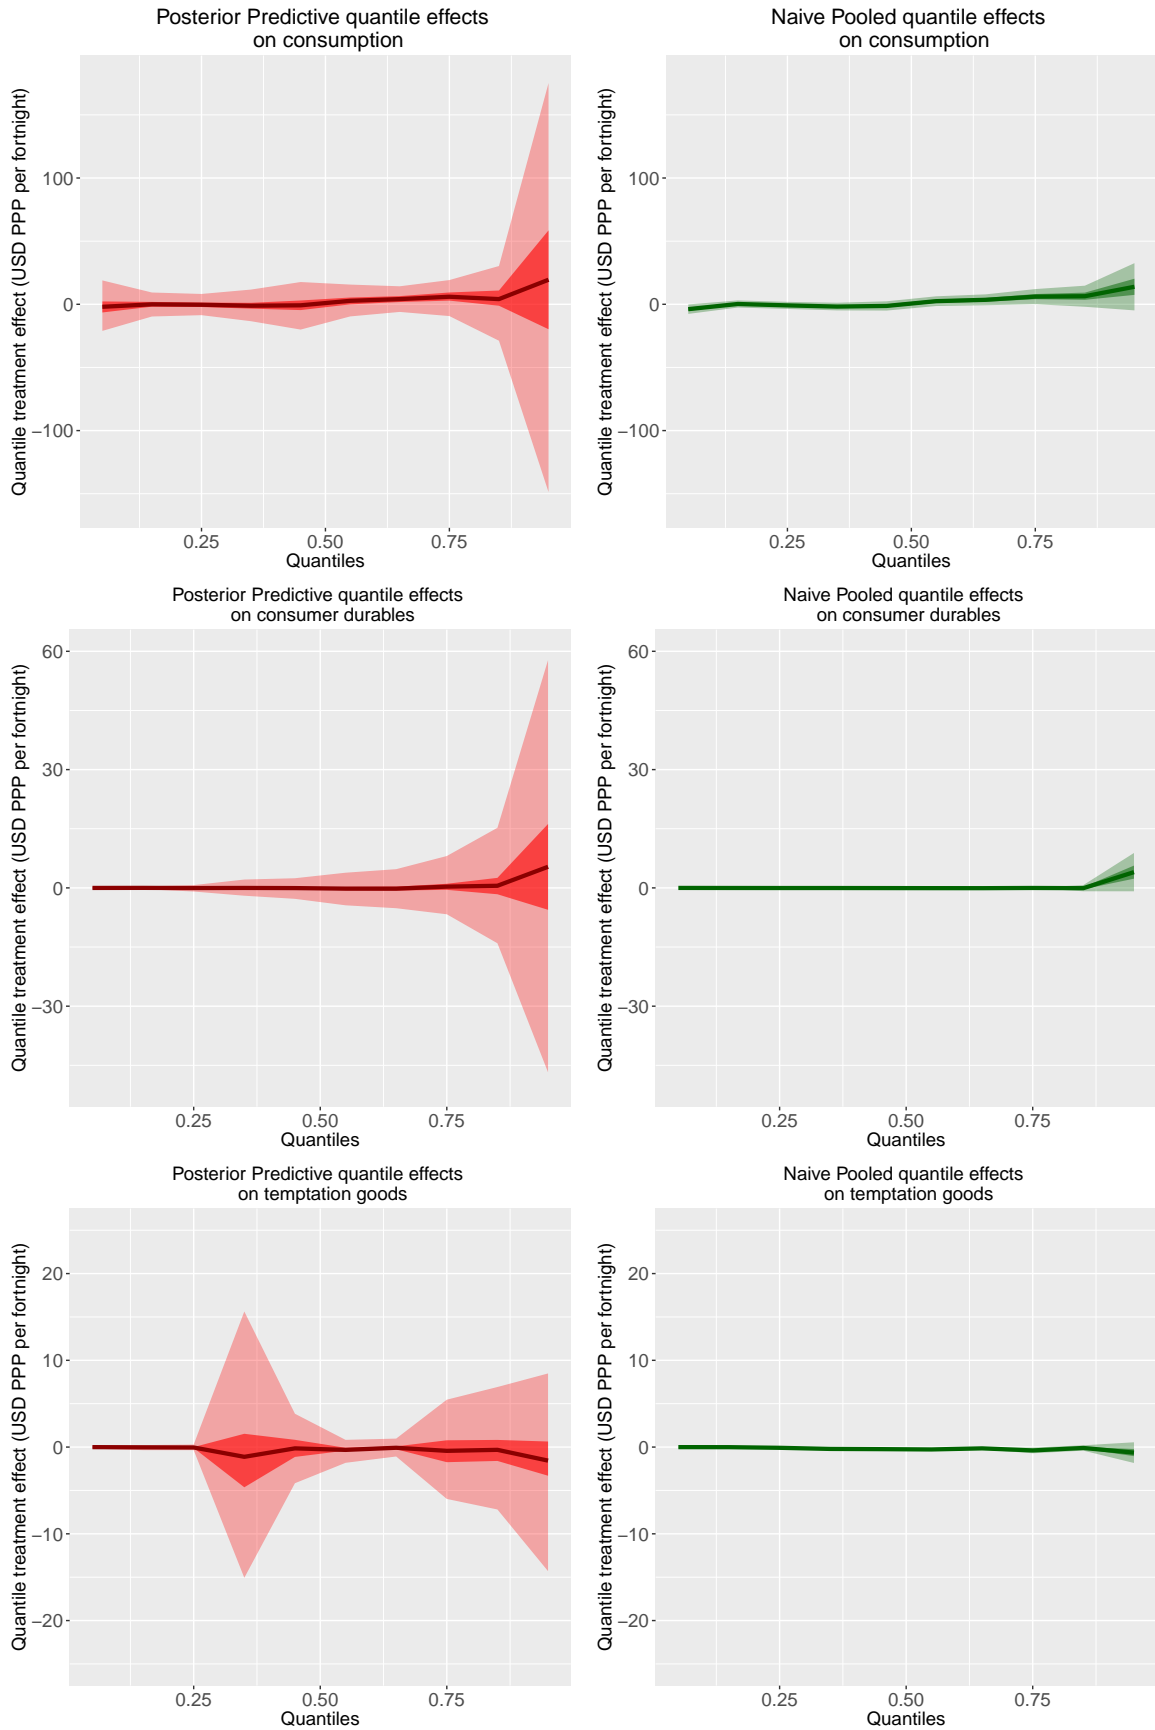 Posterior Predictive quantile effects
on consumption
Quantile treatment effect (USD PPP per fortnight)
100
0
−100
0.25 0.50 0.75
Quantiles
Naive Pooled quantile effects
on consumption
Quantile treatment effect (USD PPP per fortnight)
100
0
−100
0.25 0.50 0.75
Quantiles
Posterior Predictive quantile effects
on consumer durables
Quantile treatment effect (USD PPP per fortnight)
60
30
0
−30
0.25 0.50 0.75
Quantiles
Naive Pooled quantile effects
on consumer durables
Quantile treatment effect (USD PPP per fortnight)
60
30
0
−30
0.25 0.50 0.75
Quantiles
Posterior Predictive quantile effects
on temptation goods
Quantile treatment effect (USD PPP per fortnight)
20
10
0
−10
−20
0.25 0.50 0.75
Quantiles
Naive Pooled quantile effects
on temptation goods
Quantile treatment effect (USD PPP per fortnight)
20
10
0
−10
−20
0.25 0.50 0.75
Quantiles